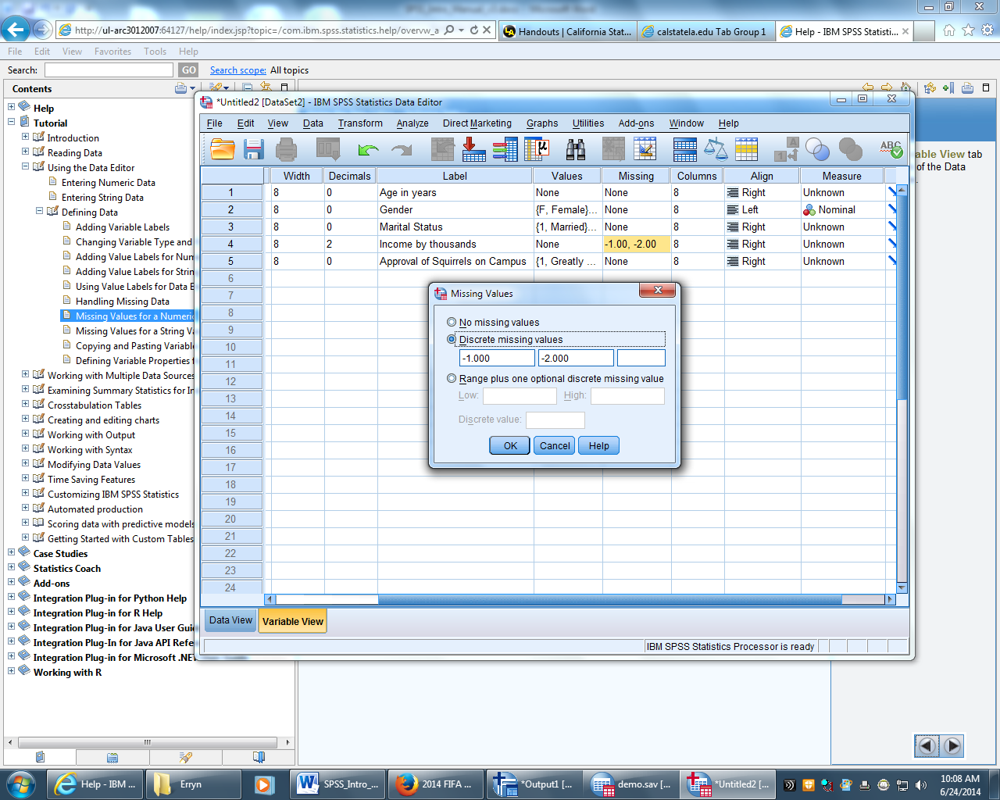 SPSS_Intro_Manual_v3.docx - Microsoft Word
http://ul-arc3012007:64127/help/index.jsp?topic=/com.ibm.spss.statistics.help/overvw_a
Handouts | California Stat...
calstatela.edu Tab Group 1
Help - IBM SPSS Statisti...
File Edit View Favorites Tools Help
Search: GO Search scope: All topics
Contents
Help
Tutorial
Introduction
Reading Data
Using the Data Editor
Entering Numeric Data
Entering String Data
Defining Data
Adding Variable Labels
Changing Variable Type and
Adding Value Labels for Num
Adding Value Labels for Strin
Using Value Labels for Data E
Handling Missing Data
Missing Values for a Numeric
Missing Values for a String Va
Copying and Pasting Variable
Defining Variable Properties f
Working with Multiple Data Sources
Examining Summary Statistics for In
Crosstabulation Tables
Creating and editing charts
Working with Output
Working with Syntax
Modifying Data Values
Time Saving Features
Customizing IBM SPSS Statistics
Automated production
Scoring data with predictive models
Getting Started with Custom Tables
Case Studies
Statistics Coach
Add-ons
Integration Plug-in for Python Help
Integration Plug-in for R Help
Integration Plug-in for Java User Guid
Integration Plug-In for Java API Refe
Integration Plug-in for Microsoft .NET
Working with R
*Untitled2 [DataSet2] - IBM SPSS Statistics Data Editor
File Edit View Data Transform Analyze Direct Marketing Graphs Utilities Add-ons Window Help
Width Decimals Label Values Missing Columns Align Measure
1 8 0 Age in years None None 8 Right Unknown
2 8 0 Gender {F, Female}... None 8 Left Nominal
3 8 0 Marital Status {1, Married}... None 8 Right Unknown
4 8 2 Income by thousands None -1.00, -2.00 8 Right Unknown
5 8 0 Approval of Squirrels on Campus {1, Greatly ... None 8 Right Unknown
6
7
8
9
10
11
12
13
14
15
16
17
18
19
20
21
22
23
24
Missing Values
No missing values
Discrete missing values
-1.000 -2.000
Range plus one optional discrete missing value
Low: High:
Discrete value:
OK Cancel Help
Data View Variable View
IBM SPSS Statistics Processor is ready
able View tab
of the Data
Help - IBM ...
Erryn
SPSS_Intro_...
2014 FIFA ...
*Output1 [...
demo.sav [...
*Untitled2 [...
10:08 AM
6/24/2014